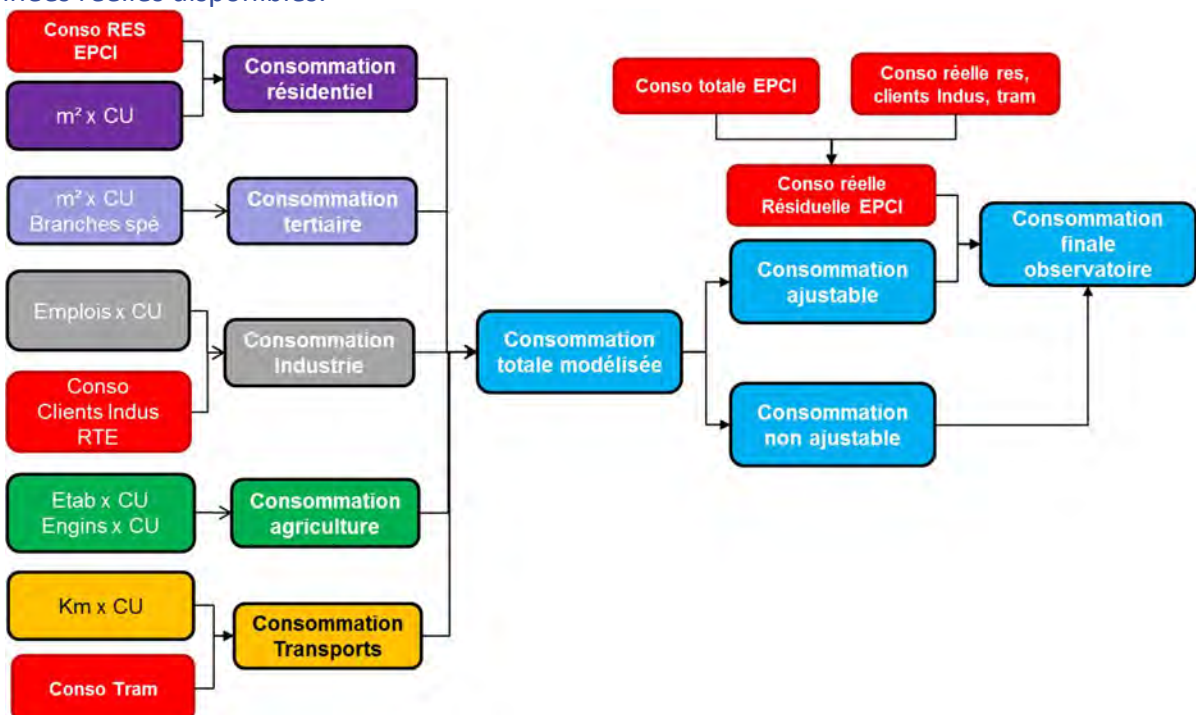 réelles disponibles.
Conso RES
EPCI
m² x CU
Consommation
résidentiel
m² x CU
Branches spé
Consommation
tertiaire
Emplois x CU
Conso
Clients Indus
RTE
Consommation
Industrie
Etab x CU
Engins x CU
Consommation
agriculture
Km x CU
Conso Tram
Consommation
Transports
Consommation
totale modélisée
Conso totale EPCI
Conso réelle res,
clients Indus, tram
Conso réelle
Résiduelle EPCI
Consommation
ajustable
Consommation
non ajustable
Consommation
finale
observatoire